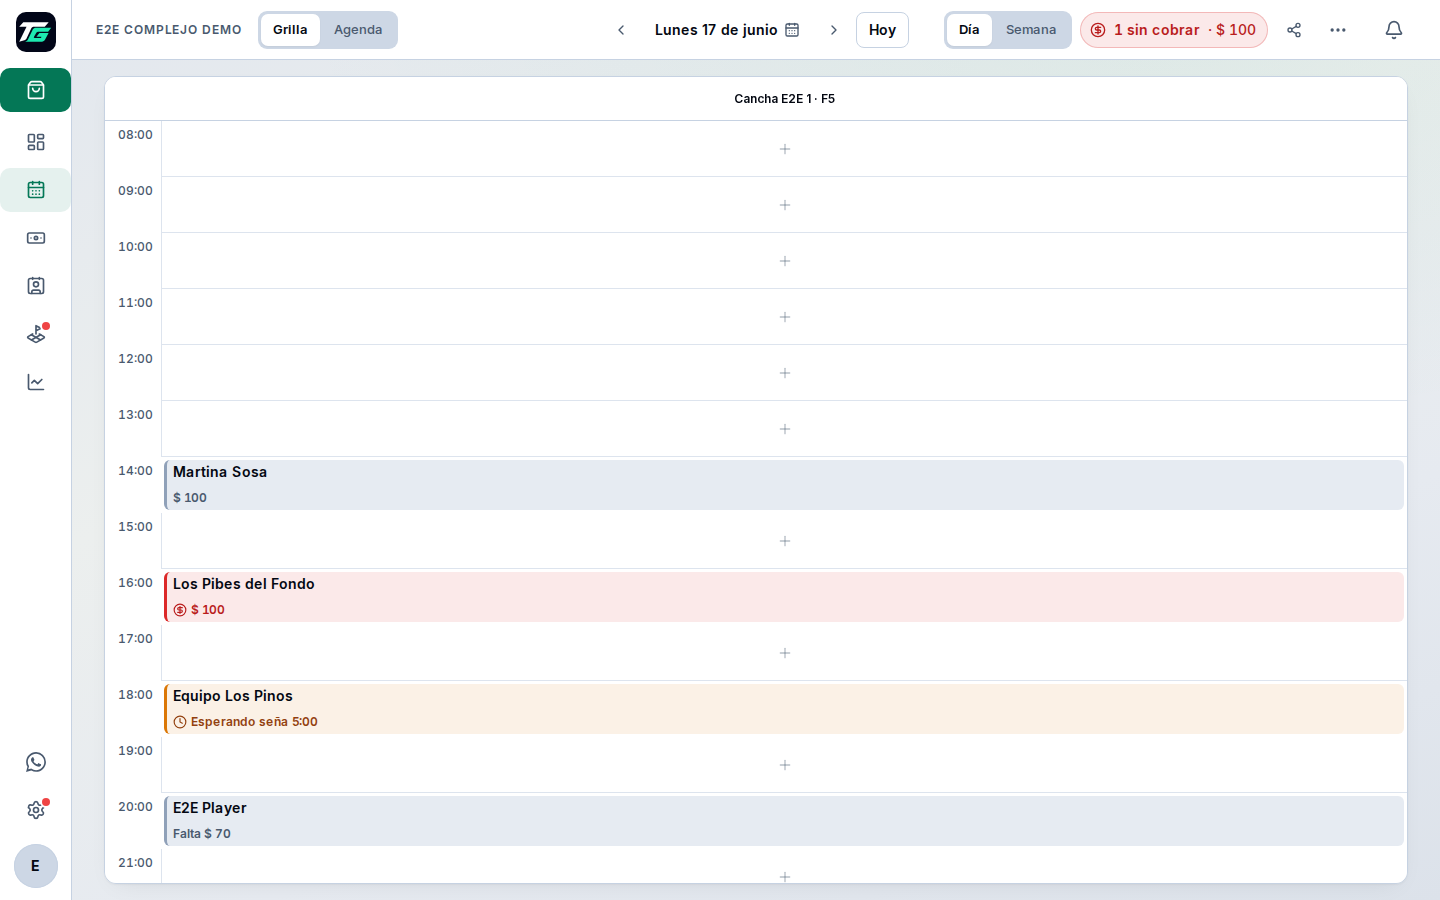 TG
E2E COMPLEJO DEMO
Grilla
Agenda
Lunes 17 de junio
Hoy
Día
Semana
1 sin cobrar · $ 100
Cancha E2E 1 · F5
08:00
09:00
10:00
11:00
12:00
13:00
14:00
Martina Sosa
$ 100
15:00
16:00
Los Pibes del Fondo
$ 100
17:00
18:00
Equipo Los Pinos
Esperando seña 5:00
19:00
20:00
E2E Player
Falta $ 70
21:00
E